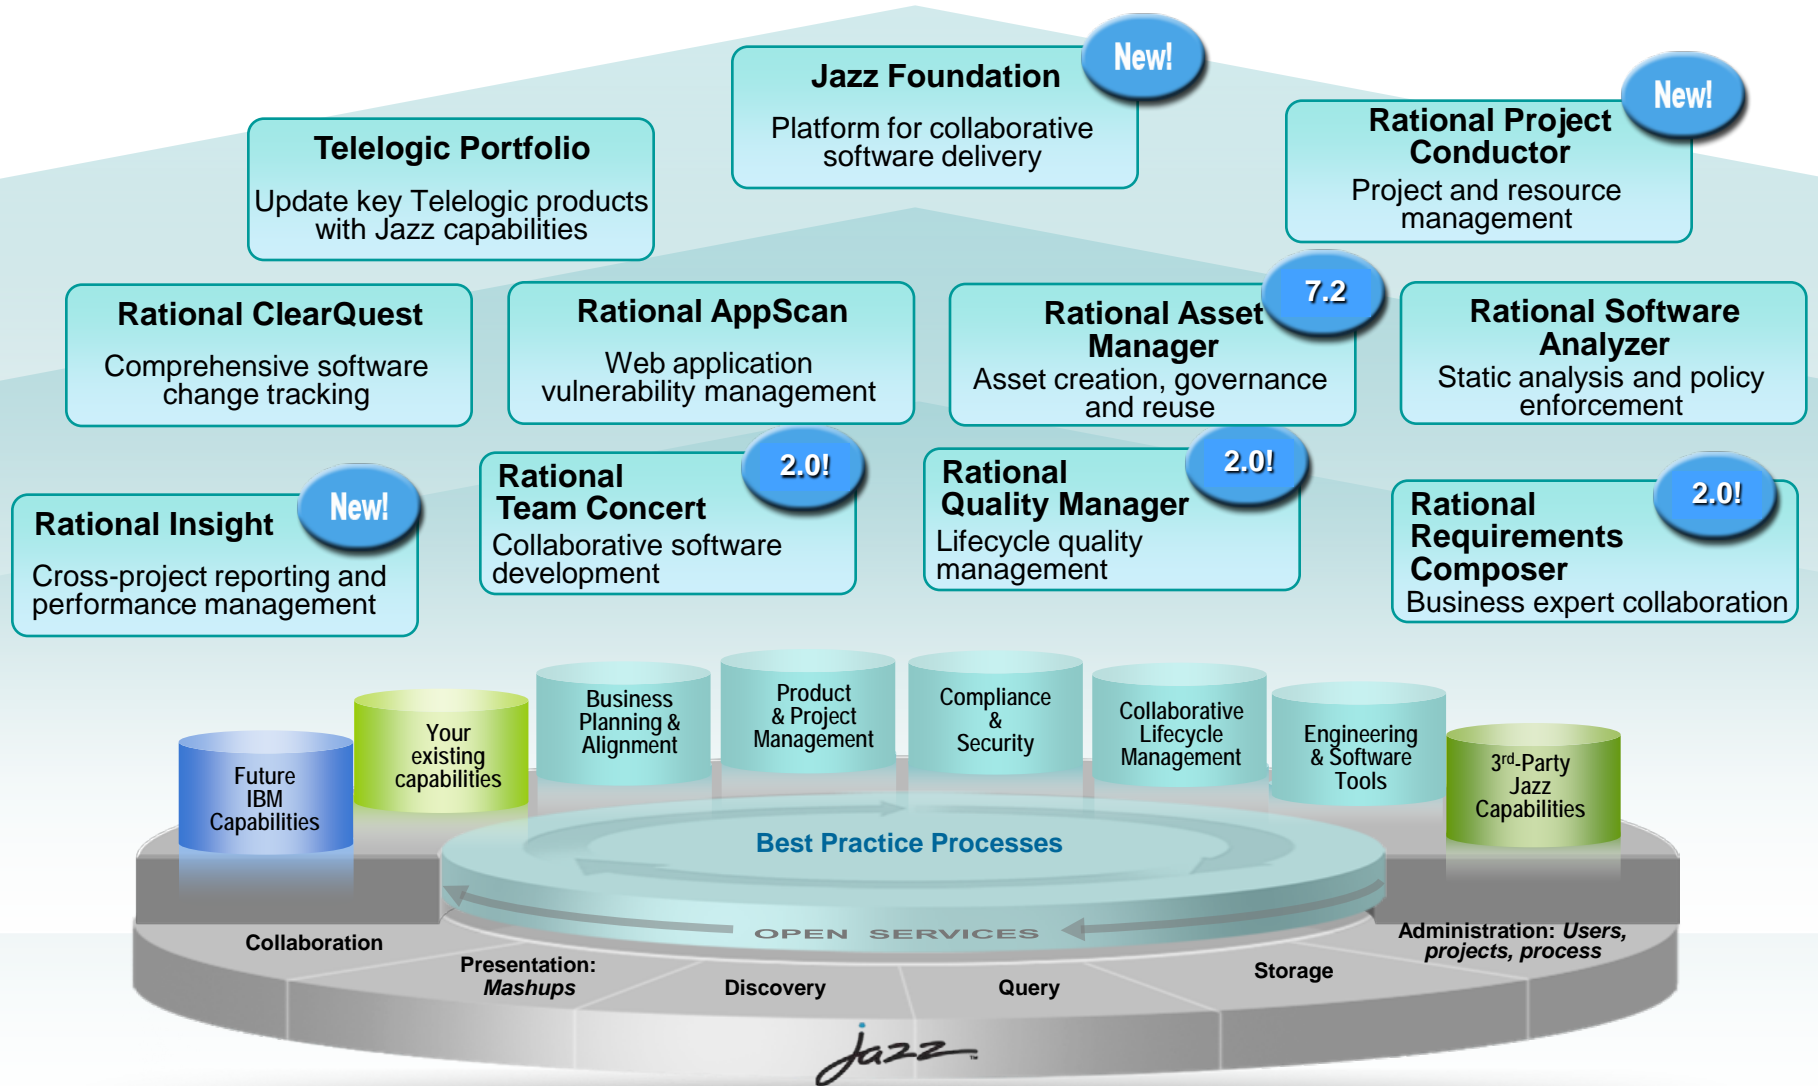 Jazz Foundation
New!
Platform for collaborative
software delivery
New!
Rational Project
Conductor
Project and resource
management
Telelogic Portfolio
Update key Telelogic products
with Jazz capabilities
Rational ClearQuest
Comprehensive software
change tracking
Rational AppScan
Web application
vulnerability management
7.2
Rational Asset
Manager
Asset creation, governance
and reuse
Rational Software
Analyzer
Static analysis and policy
enforcement
New!
Rational Insight
Cross-project reporting and
performance management
2.0!
Rational
Team Concert
Collaborative software
development
2.0!
Rational
Quality Manager
Lifecycle quality
management
2.0!
Rational
Requirements
Composer
Business expert collaboration
Future
IBM
Capabilities
Your
existing
capabilities
Business
Planning &
Alignment
Product
& Project
Management
Compliance
&
Security
Collaborative
Lifecycle
Management
Engineering
& Software
Tools
3rd-Party
Jazz
Capabilities
Best Practice Processes
OPEN SERVICES
Collaboration
Presentation:
Mashups
Discovery
Query
Storage
Administration: Users,
projects, process
jazz™